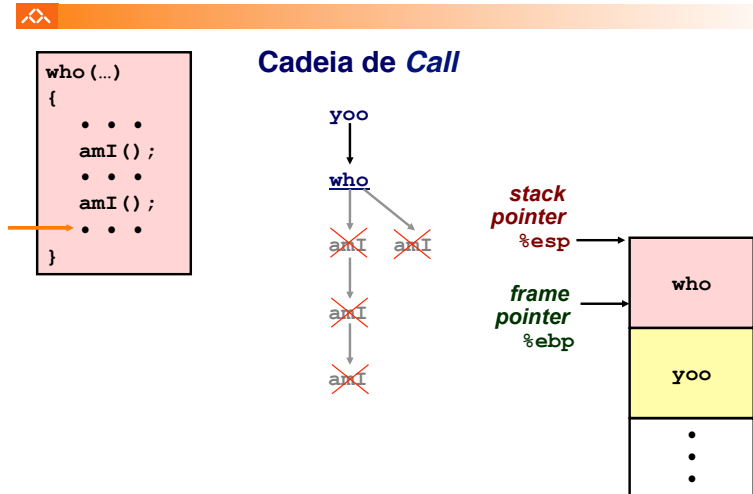 Cadeia de Call
who(…)
{
• • •
amI();
• • •
amI();
• • •
}
yoo
who
amI amI
amI
amI
stack
pointer
%esp
frame
pointer
%ebp
who
yoo
•
•
•